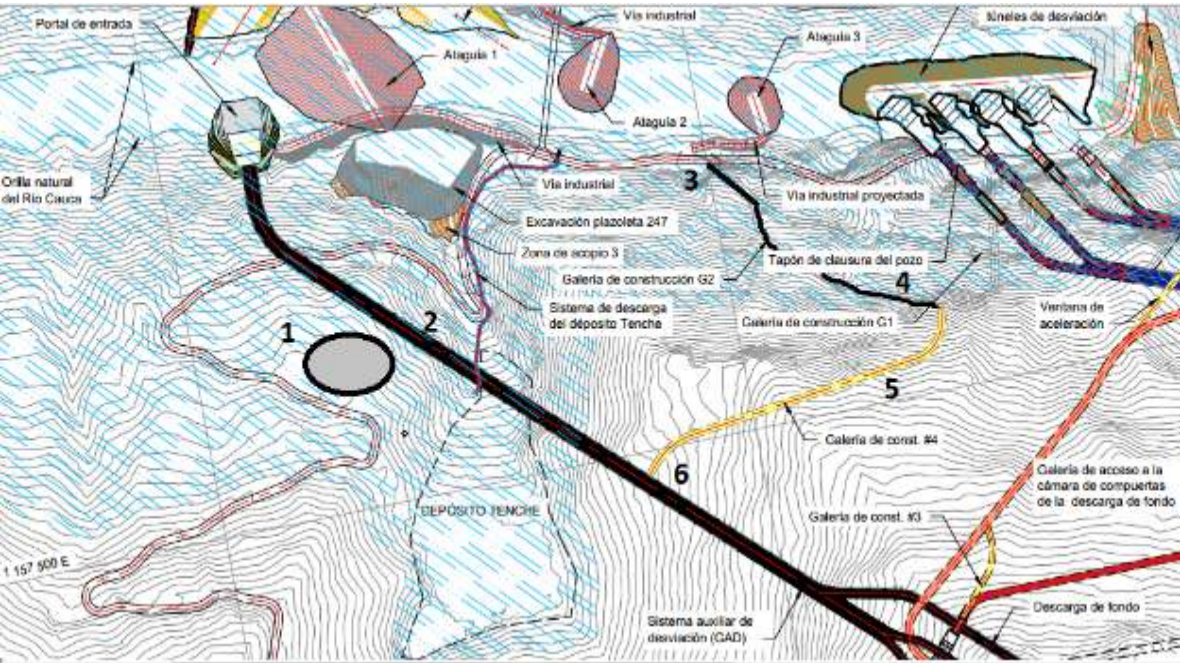 Portal de entrada
Vía industrial
túneles de desviación
Ataguía 1
Ataguía 3
Ataguía 2
Orilla natural
del Río Cauca
Vía industrial
3
Vía industrial proyectada
Excavación plazoleta 247
Zona de acopio 3
Tapón de clausura del pozo
Galería de construcción G2
4
Sistema de descarga
del déposito Tenche
Ventana de
aceleración
1
2
Galería de construcción G1
5
Galería de const. #4
6
Galería de acceso a la
cámara de compuertas
de la descarga de fondo
DEPÓSITO TENCHE
Galería de const. #3
1 157 500 E
Descarga de fondo
Sistema auxiliar de
desviación (GAD)